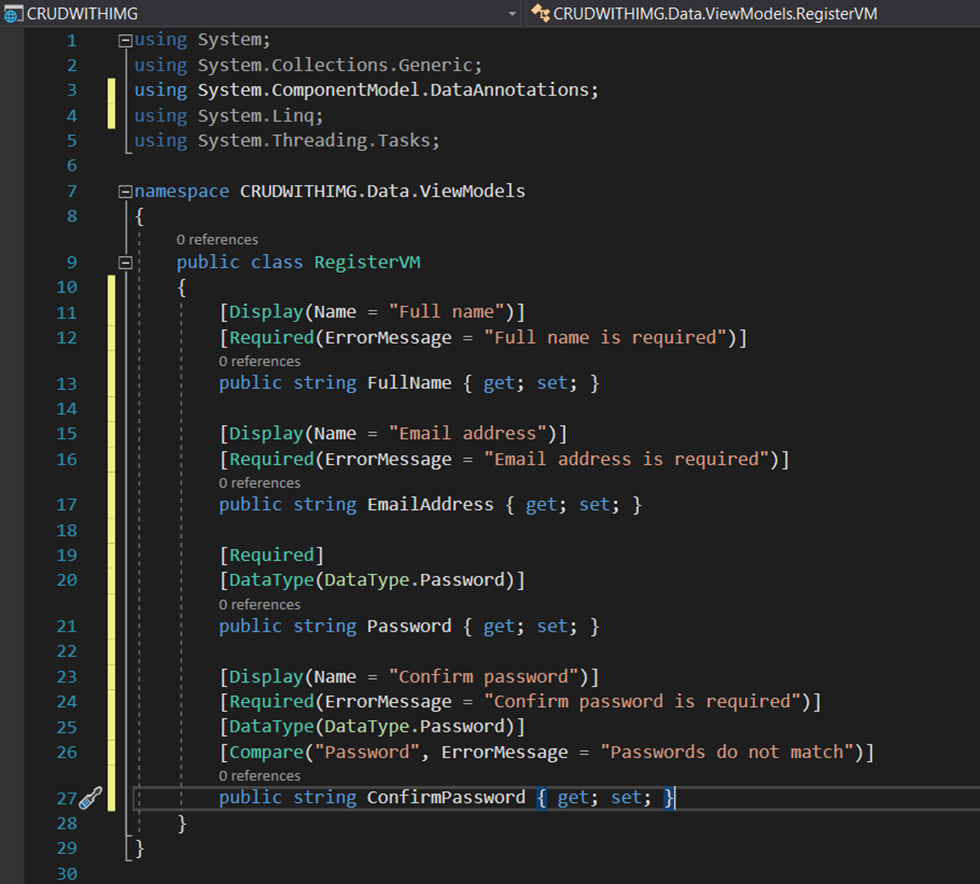 CRUDWITHIMG CRUDWITHIMG.Data.ViewModels.RegisterVM
1 using System;
2 using System.Collections.Generic;
3 using System.ComponentModel.DataAnnotations;
4 using System.Linq;
5 using System.Threading.Tasks;
6
7 namespace CRUDWITHIMG.Data.ViewModels
8 {
0 references
9 public class RegisterVM
10 {
11 [Display(Name = "Full name")]
12 [Required(ErrorMessage = "Full name is required")]
0 references
13 public string FullName { get; set; }
14
15 [Display(Name = "Email address")]
16 [Required(ErrorMessage = "Email address is required")]
0 references
17 public string EmailAddress { get; set; }
18
19 [Required]
20 [DataType(DataType.Password)]
0 references
21 public string Password { get; set; }
22
23 [Display(Name = "Confirm password")]
24 [Required(ErrorMessage = "Confirm password is required")]
25 [DataType(DataType.Password)]
26 [Compare("Password", ErrorMessage = "Passwords do not match")]
0 references
27 public string ConfirmPassword { get; set; }
28 }
29 }
30